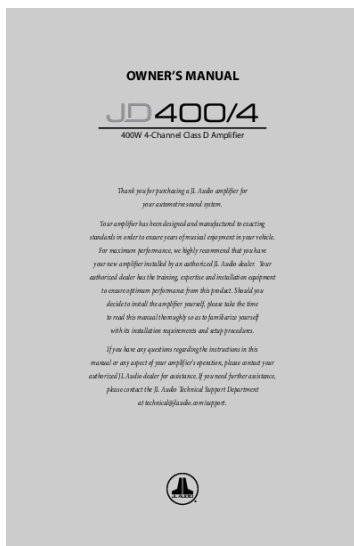 OWNER'S MANUAL
JD400/4
400W 4-Channel Class D Amplifier
Thank you for purchasing a JL Audio amplifier for
your automotive sound system.
Your amplifier has been designed and manufactured to exacting
standards in order to ensure years of musical enjoyment in your vehicle.
For maximum performance, we highly recommend that you have
your new amplifier installed by an authorized JL Audio dealer. Your
authorized dealer has the training, expertise and installation equipment
to ensure optimum performance from this product. Should you
decide to install the amplifier yourself, please take the time
to read this manual thoroughly so as to familiarize yourself
with its installation requirements and setup procedures.
If you have any questions regarding the instructions in this
manual or any aspect of your amplifier's operation, please contact your
authorized JL Audio dealer for assistance. If you need further assistance,
please contact the JL Audio Technical Support Department
at technical@jlaudio.com/support.
JL AUDIO